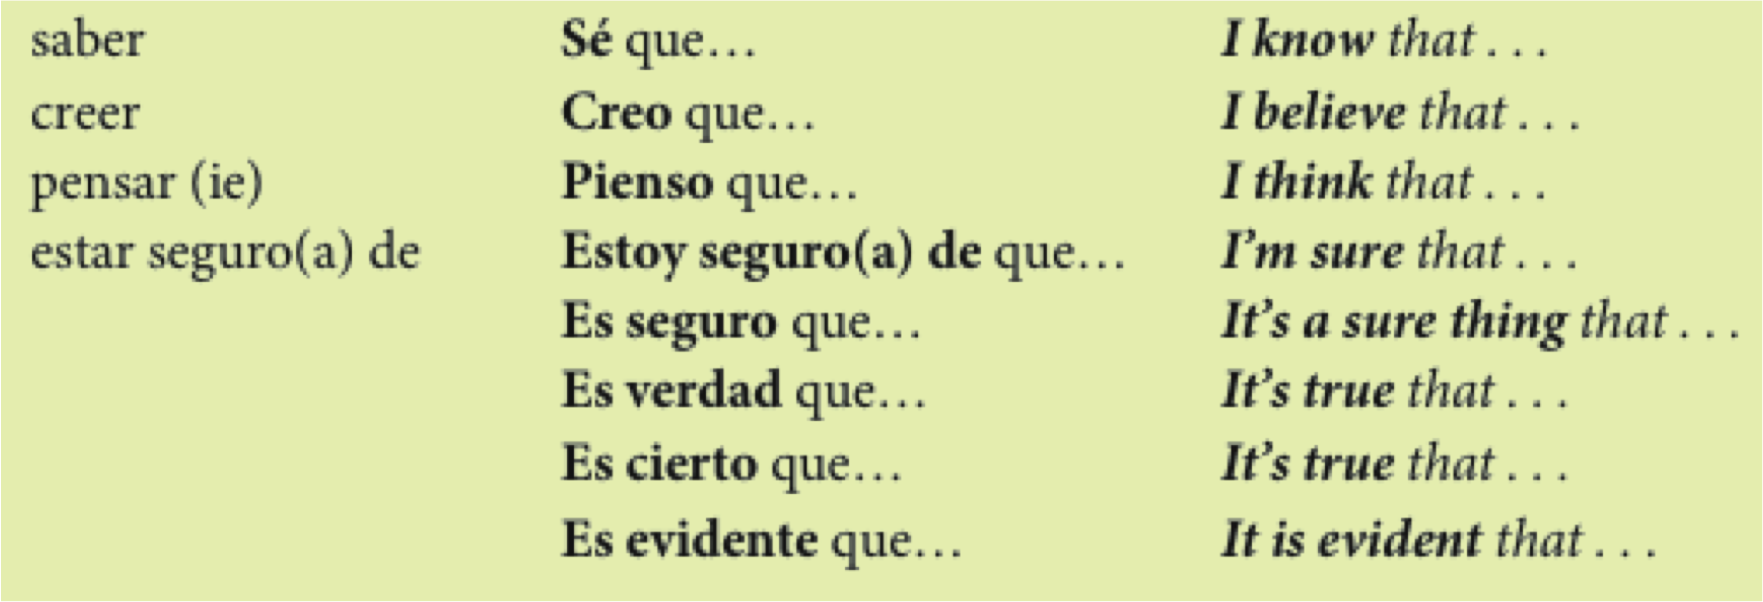 saber Sé que… I know that . . .
creer Creo que… I believe that . . .
pensar (ie) Pienso que… I think that . . .
estar seguro(a) de Estoy seguro(a) de que… I’m sure that . . .
Es seguro que… It’s a sure thing that . . .
Es verdad que… It’s true that . . .
Es cierto que… It’s true that . . .
Es evidente que… It is evident that . . .